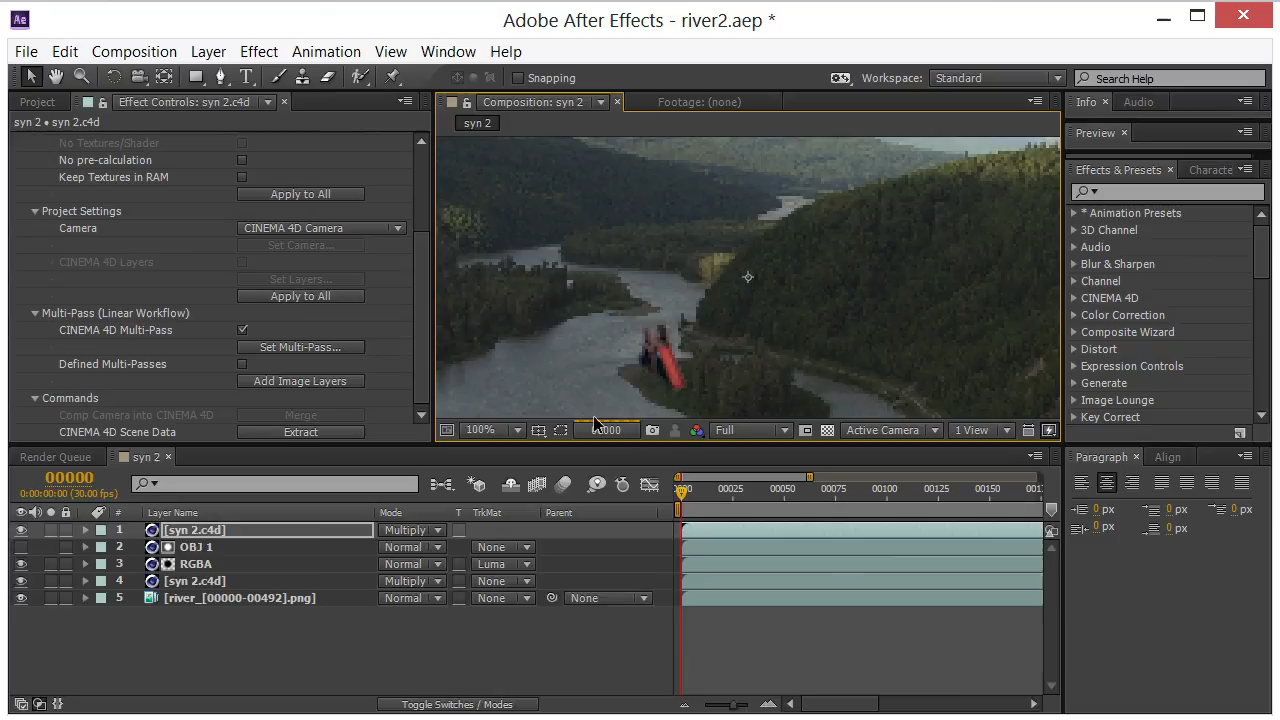 Ae
Adobe After Effects - river2.aep *
File Edit Composition Layer Effect Animation View Window Help
Snapping
Workspace: Standard
Search Help
Project
Effect Controls: syn 2.c4d
Composition: syn 2
Footage: (none)
Info
Audio
syn 2 • syn 2.c4d
syn 2
Preview
No Textures/Shader
No pre-calculation
Keep Textures in RAM
Apply to All
Project Settings
Camera CINEMA 4D Camera
Set Camera...
CINEMA 4D Layers
Set Layers...
Apply to All
Multi-Pass (Linear Workflow)
CINEMA 4D Multi-Pass
Set Multi-Pass...
Defined Multi-Passes
Add Image Layers
Commands
Comp Camera into CINEMA 4D Merge
CINEMA 4D Scene Data Extract
100%
00000
Full
Active Camera
1 View
Effects & Presets
Characte
* Animation Presets
3D Channel
Audio
Blur & Sharpen
Channel
CINEMA 4D
Color Correction
Composite Wizard
Distort
Expression Controls
Generate
Image Lounge
Key Correct
Render Queue
syn 2
Paragraph
Align
00000
0:00:00:00 (30.00 fps)
00025 00050 00075 00100 00125 00150
0 px 0 px 0 px
0 px 0 px
# Layer Name Mode T TrkMat Parent
1 [syn 2.c4d] Multiply
2 OBJ 1 Normal None
3 RGBA Normal Luma
4 [syn 2.c4d] Multiply None
5 [river_[00000-00492].png] Normal None None
Toggle Switches / Modes